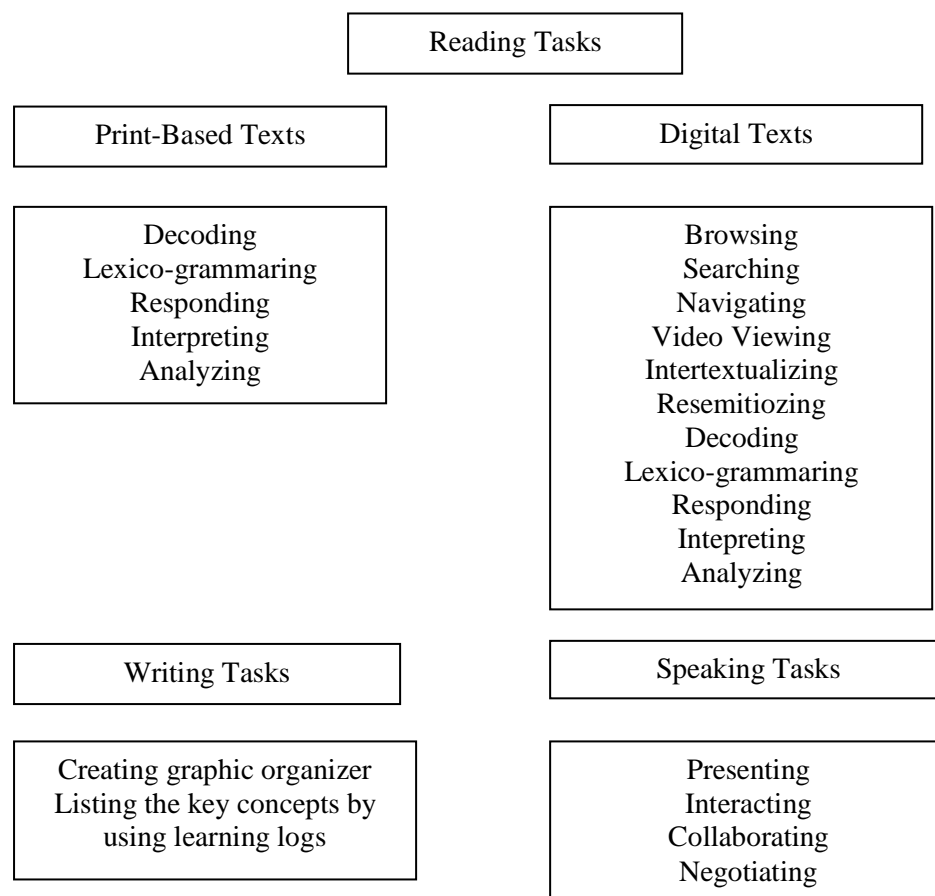 Reading Tasks
Print-Based Texts
Decoding
Lexico-grammaring
Responding
Interpreting
Analyzing
Digital Texts
Browsing
Searching
Navigating
Video Viewing
Intertextualizing
Resemitiozing
Decoding
Lexico-grammaring
Responding
Intepreting
Analyzing
Writing Tasks
Creating graphic organizer
Listing the key concepts by
using learning logs
Speaking Tasks
Presenting
Interacting
Collaborating
Negotiating